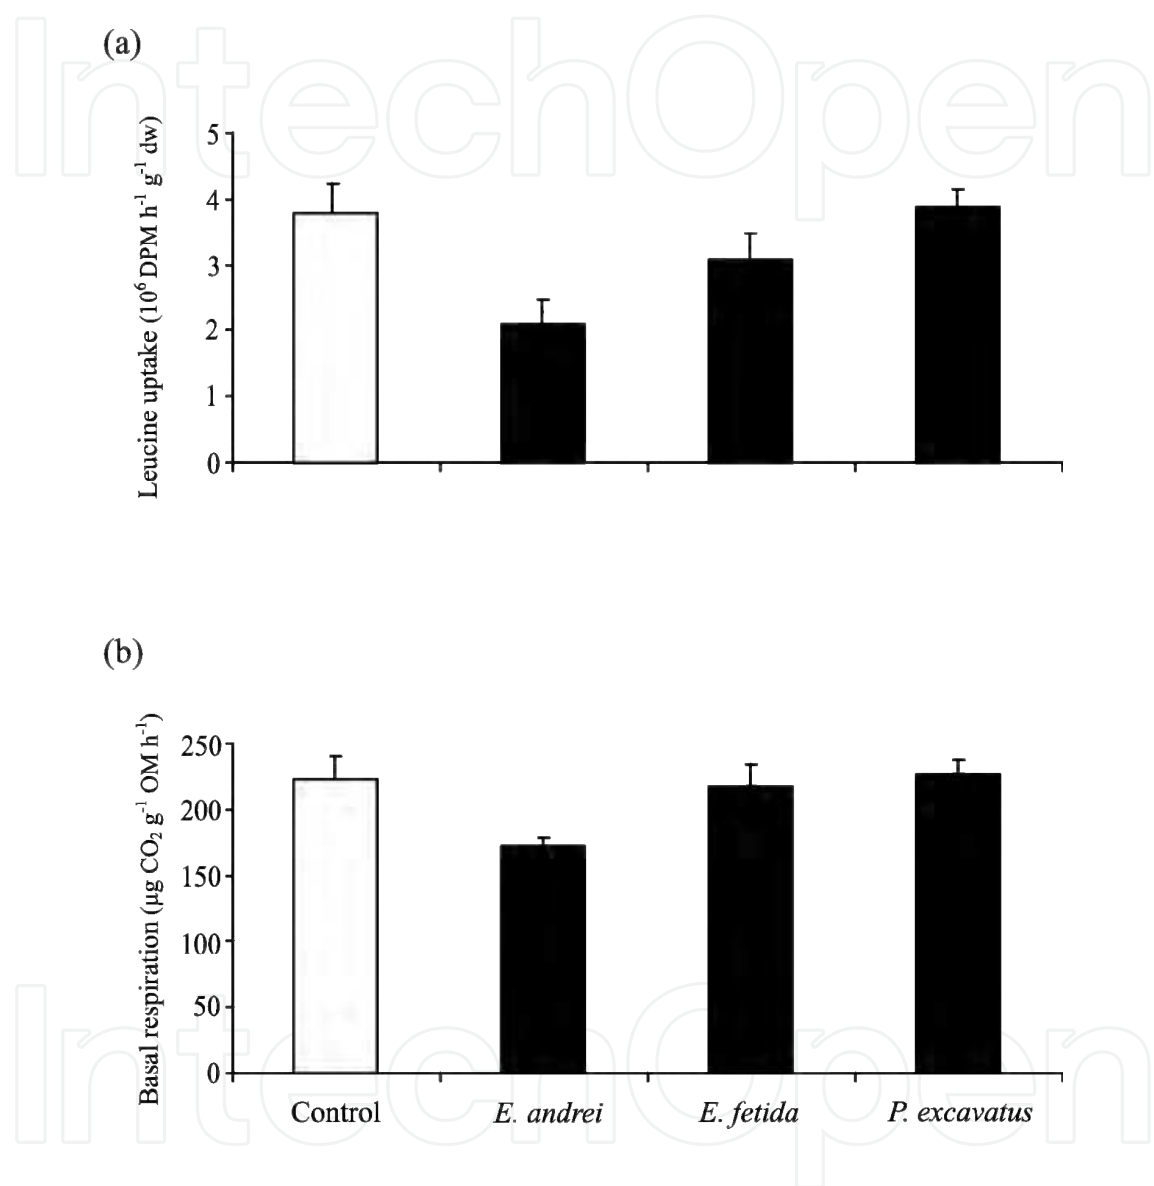 IntechOpen
(a)
Leucine uptake (10⁶ DPM h⁻¹ g⁻¹ dw)
5
4
3
2
1
0
(b)
Basal respiration (µg CO₂ g⁻¹ OM h⁻¹)
250
200
150
100
50
0
Control E. andrei E. fetida P. excavatus
IntechOpen